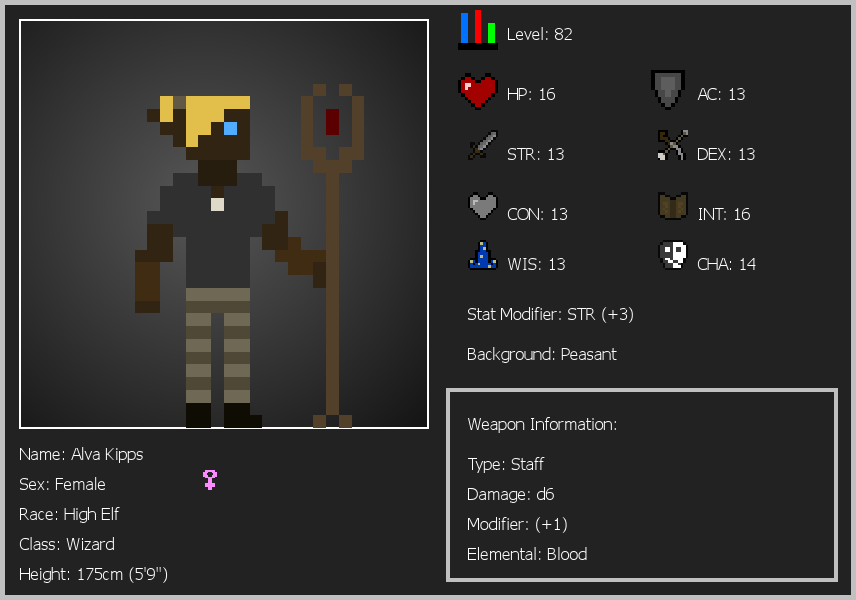 Level: 82
HP: 16
AC: 13
STR: 13
DEX: 13
CON: 13
INT: 16
WIS: 13
CHA: 14
Stat Modifier: STR (+3)
Background: Peasant
Weapon Information:
Type: Staff
Damage: d6
Modifier: (+1)
Elemental: Blood
Name: Alva Kipps
Sex: Female
Race: High Elf
Class: Wizard
Height: 175cm (5'9")